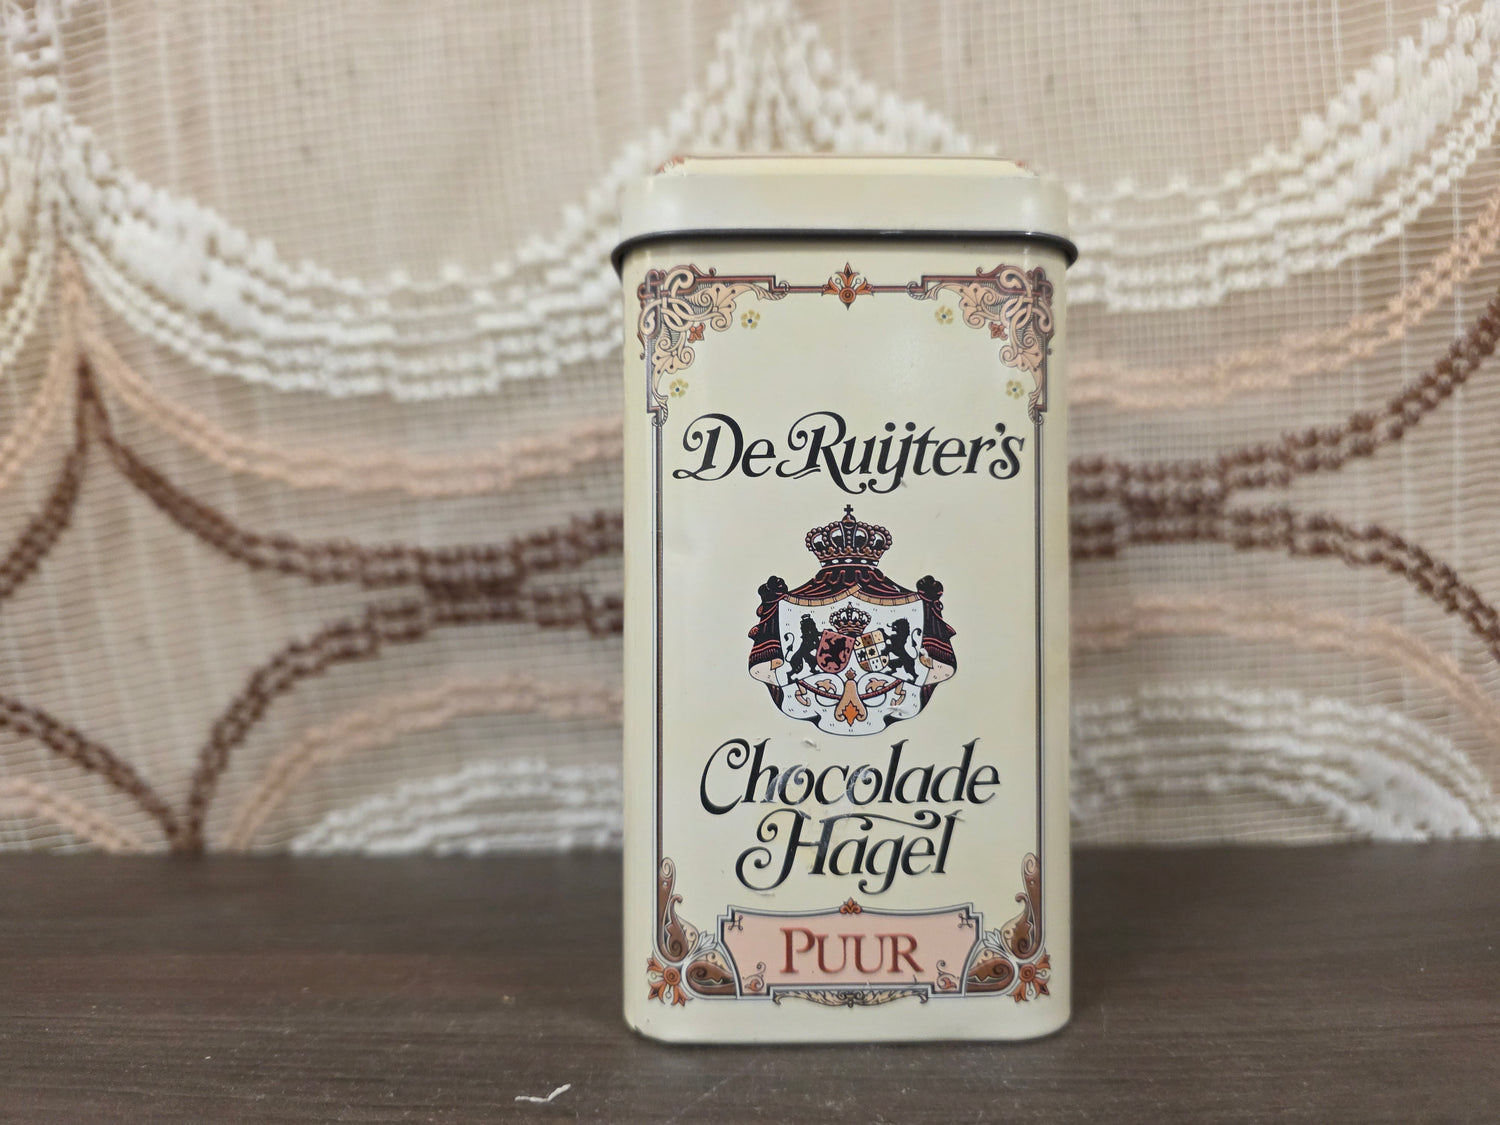 De Ruijter's
Chocolade
Hagel
PUUR